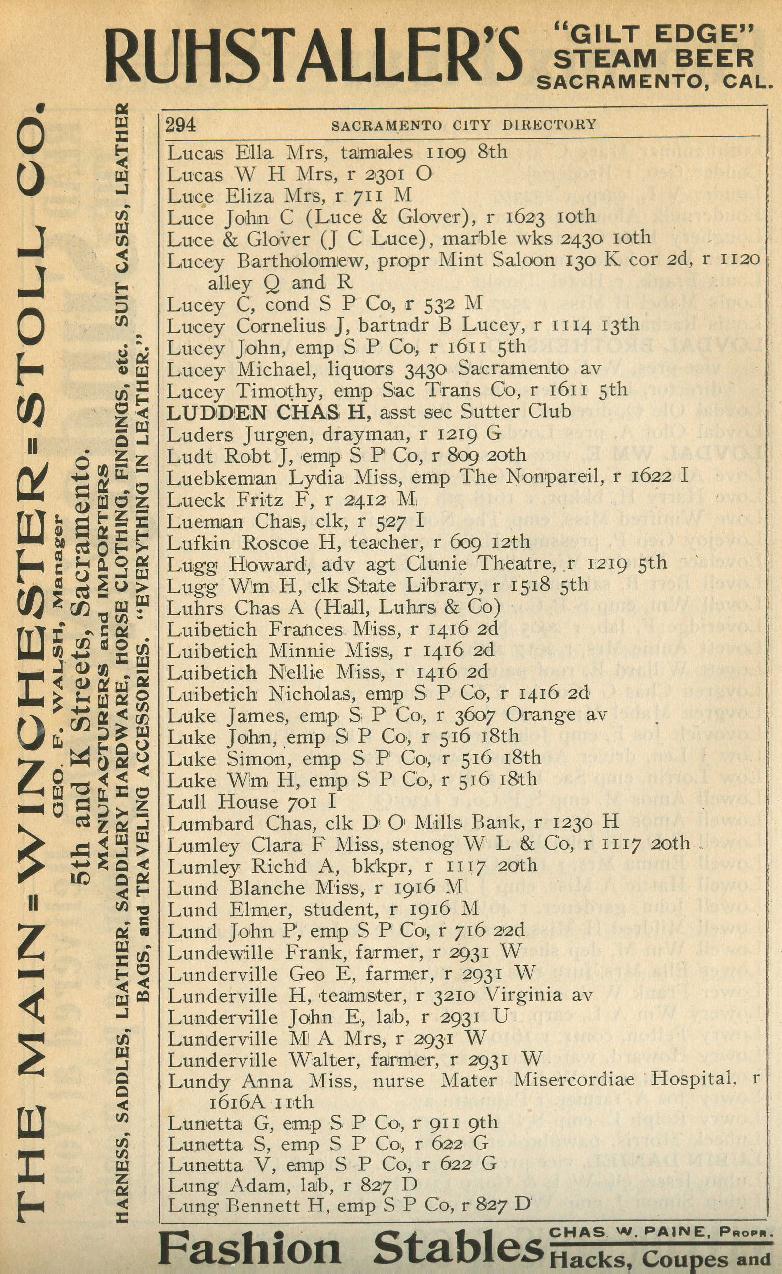 RUHSTALLER'S
"GILT EDGE"
STEAM BEER
SACRAMENTO, CAL.
THE MAIN=WINCHESTER=STOLL CO.
GEO. F. WALSH, Manager
5th and K Streets, Sacramento.
MANUFACTURERS and IMPORTERS
HARNESS, SADDLES, LEATHER, SADDLERY HARDWARE, HORSE CLOTHING, FINDINGS, etc. SUIT CASES, LEATHER
BAGS, and TRAVELING ACCESSORIES. "EVERYTHING IN LEATHER."
294 SACRAMENTO CITY DIRECTORY
Lucas Ella Mrs, tamales 1109 8th
Lucas W H Mrs, r 2301 O
Luce Eliza Mrs, r 711 M
Luce John C (Luce & Glover), r 1623 10th
Luce & Glover (J C Luce), marble wks 2430 10th
Lucey Bartholomew, propr Mint Saloon 130 K cor 2d, r 1120
alley Q and R
Lucey C, cond S P Co, r 532 M
Lucey Cornelius J, bartndr B Lucey, r 1114 13th
Lucey John, emp S P Co, r 1611 5th
Lucey Michael, liquors 3430 Sacramento av
Lucey Timothy, emp Sac Trans Co, r 1611 5th
LUDDEN CHAS H, asst sec Sutter Club
Luders Jurgen, drayman, r 1219 G
Ludt Robt J, emp S P Co, r 809 20th
Luebkeman Lydia Miss, emp The Nonpareil, r 1622 I
Lueck Fritz F, r 2412 M
Lueman Chas, clk, r 527 I
Lufkin Roscoe H, teacher, r 609 12th
Lugg Howard, adv agt Clunie Theatre, r 1219 5th
Lugg Wm H, clk State Library, r 1518 5th
Luhrs Chas A (Hall, Luhrs & Co)
Luibetich Frances Miss, r 1416 2d
Luibetich Minnie Miss, r 1416 2d
Luibetich Nellie Miss, r 1416 2d
Luibetich Nicholas, emp S P Co, r 1416 2d
Luke James, emp S P Co, r 3607 Orange av
Luke John, emp S P Co, r 516 18th
Luke Simon, emp S P Co, r 516 18th
Luke Wm H, emp S P Co, r 516 18th
Lull House 701 I
Lumbard Chas, clk D O Mills Bank, r 1230 H
Lumley Clara F Miss, stenog W L & Co, r 1117 20th
Lumley Richd A, bkkpr, r 1117 20th
Lund Blanche Miss, r 1916 M
Lund Elmer, student, r 1916 M
Lund John P, emp S P Co, r 716 22d
Lundewille Frank, farmer, r 2931 W
Lunderville Geo E, farmer, r 2931 W
Lunderville H, teamster, r 3210 Virginia av
Lunderville John E, lab, r 2931 U
Lunderville M A Mrs, r 2931 W
Lunderville Walter, farmer, r 2931 W
Lundy Anna Miss, nurse Mater Misercordiae Hospital, r
1616A 11th
Lunetta G, emp S P Co, r 911 9th
Lunetta S, emp S P Co, r 622 G
Lunetta V, emp S P Co, r 622 G
Lung Adam, lab, r 827 D
Lung Bennett H, emp S P Co, r 827 D
Fashion Stables
CHAS. W. PAINE, PROPR.
Hacks, Coupes and